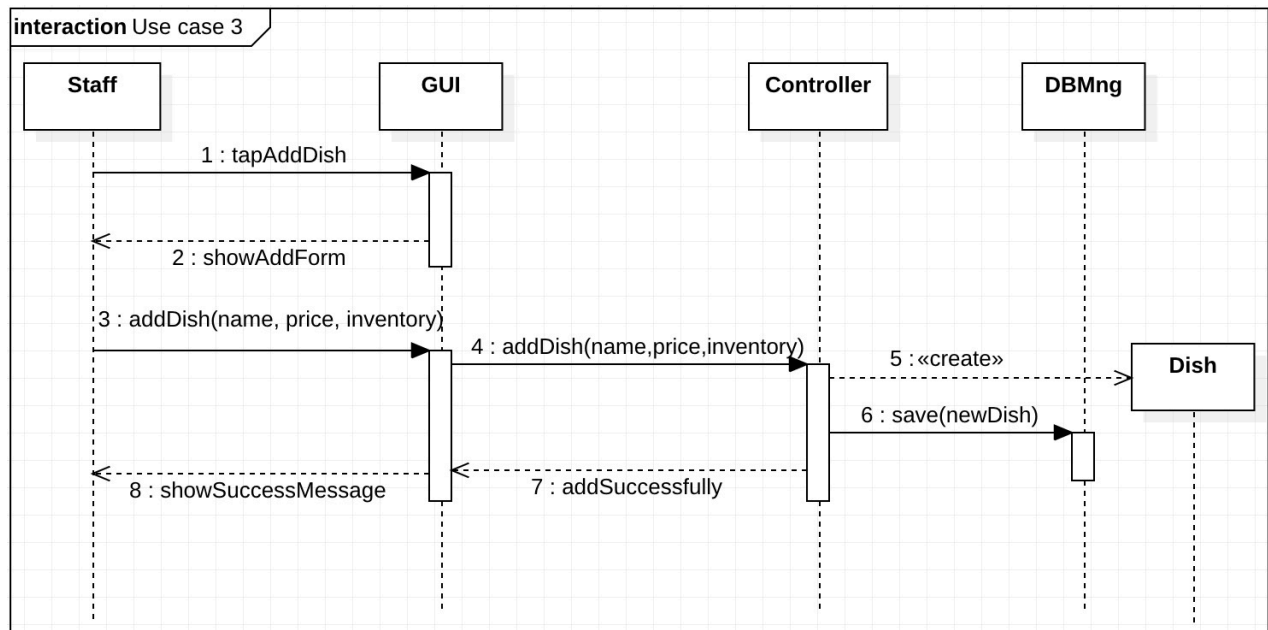 interaction Use case 3
Staff
GUI
Controller
DBMng
1 : tapAddDish
2 : showAddForm
3 : addDish(name, price, inventory)
4 : addDish(name,price,inventory)
5 : «create»
Dish
6 : save(newDish)
7 : addSuccessfully
8 : showSuccessMessage